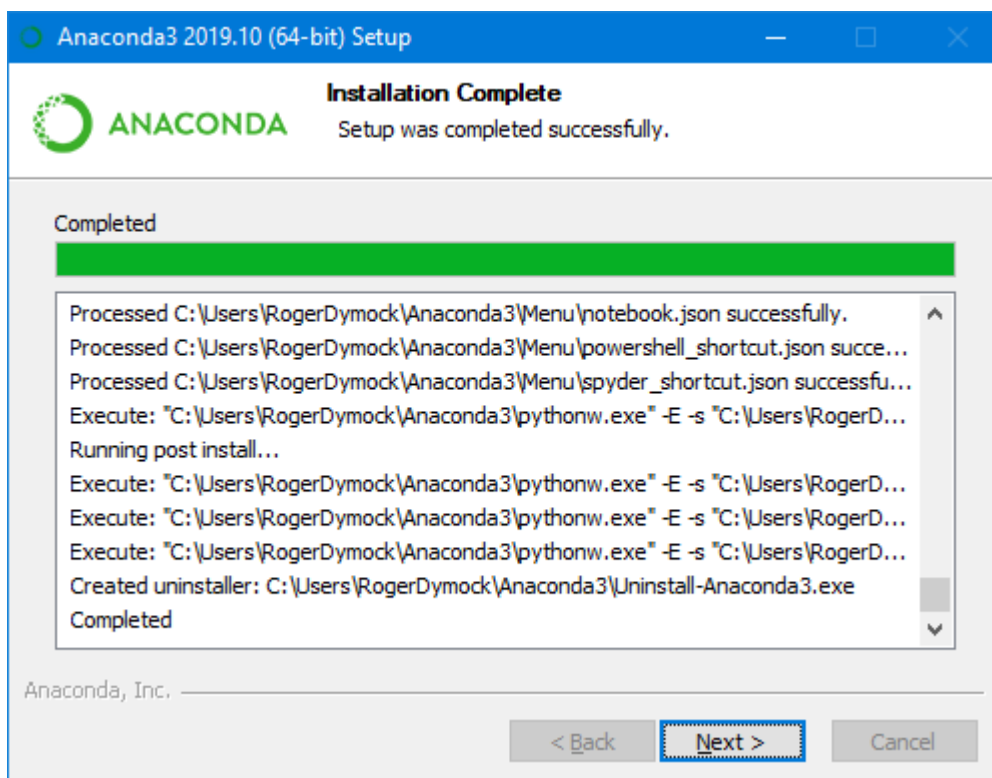 Anaconda3 2019.10 (64-bit) Setup
ANACONDA
Installation Complete
Setup was completed successfully.
Completed
Processed C:\Users\RogerDymock\Anaconda3\Menu\notebook.json successfully.
Processed C:\Users\RogerDymock\Anaconda3\Menu\powershell_shortcut.json succe...
Processed C:\Users\RogerDymock\Anaconda3\Menu\spyder_shortcut.json successfu...
Execute: "C:\Users\RogerDymock\Anaconda3\pythonw.exe" -E -s "C:\Users\RogerD...
Running post install...
Execute: "C:\Users\RogerDymock\Anaconda3\pythonw.exe" -E -s "C:\Users\RogerD...
Execute: "C:\Users\RogerDymock\Anaconda3\pythonw.exe" -E -s "C:\Users\RogerD...
Execute: "C:\Users\RogerDymock\Anaconda3\pythonw.exe" -E -s "C:\Users\RogerD...
Created uninstaller: C:\Users\RogerDymock\Anaconda3\Uninstall-Anaconda3.exe
Completed
Anaconda, Inc.
< Back Next > Cancel